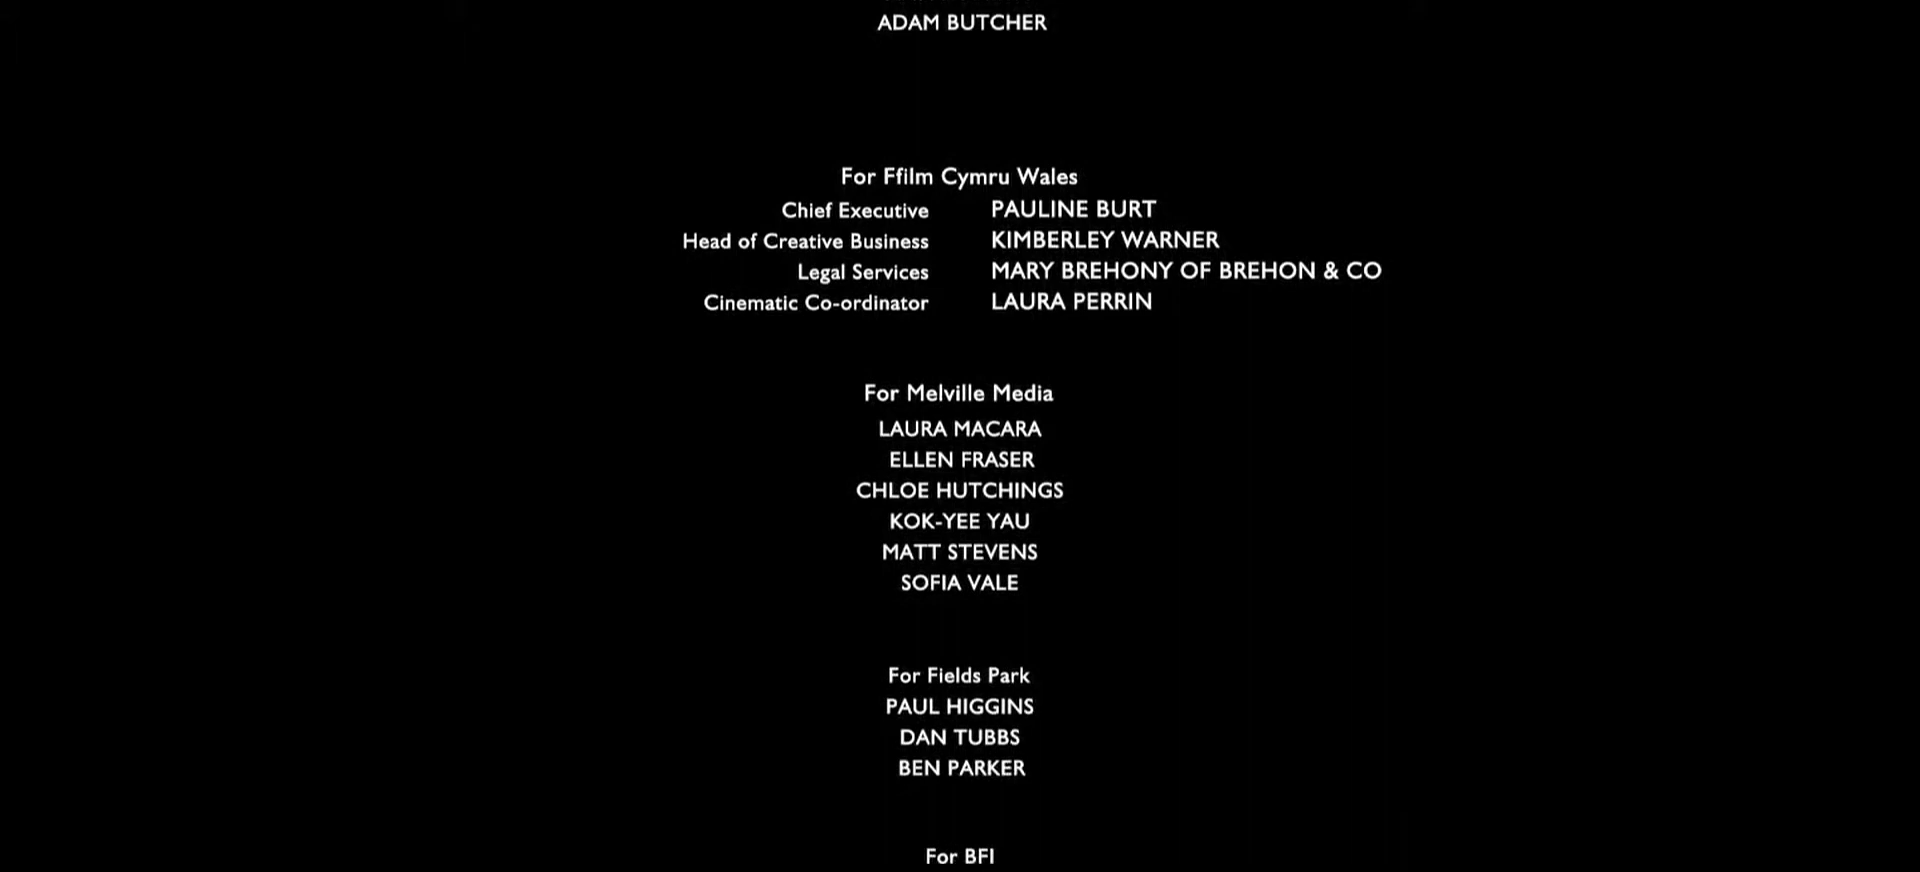 ADAM BUTCHER
For Ffilm Cymru Wales
Chief Executive PAULINE BURT
Head of Creative Business KIMBERLEY WARNER
Legal Services MARY BREHONY OF BREHON & CO
Cinematic Co-ordinator LAURA PERRIN
For Melville Media
LAURA MACARA
ELLEN FRASER
CHLOE HUTCHINGS
KOK-YEE YAU
MATT STEVENS
SOFIA VALE
For Fields Park
PAUL HIGGINS
DAN TUBBS
BEN PARKER
For BFI